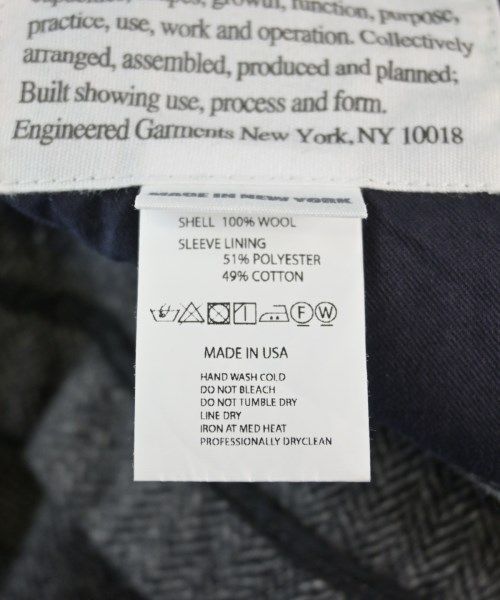 growth, function, purpose,
practice, use, work and operation. Collectively
arranged, assembled, produced and planned;
Built showing use, process and form.
Engineered Garments New York, NY 10018
MADE IN NEW YORK
SHELL 100% WOOL
SLEEVE LINING
51% POLYESTER
49% COTTON
F W
MADE IN USA
HAND WASH COLD
DO NOT BLEACH
DO NOT TUMBLE DRY
LINE DRY
IRON AT MED HEAT
PROFESSIONALLY DRYCLEAN